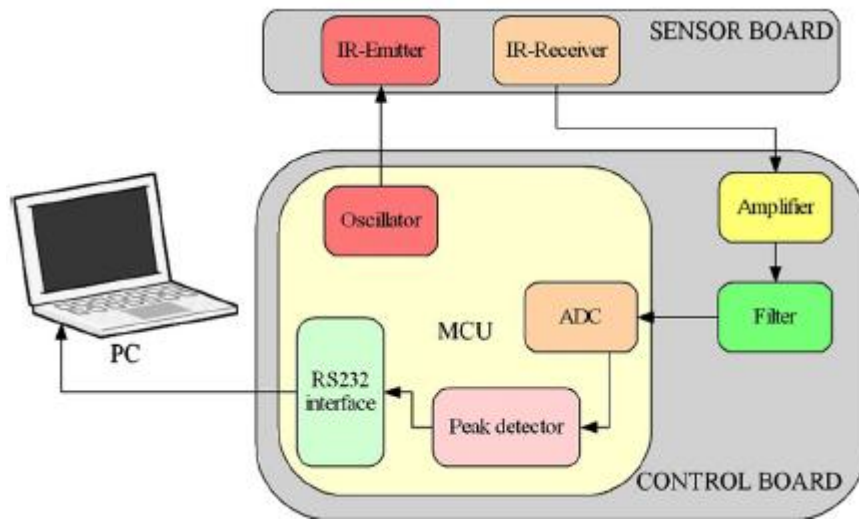 SENSOR BOARD
IR-Emitter
IR-Receiver
Oscillator
Amplifier
ADC
Filter
MCU
PC
RS232
interface
Peak detector
CONTROL BOARD